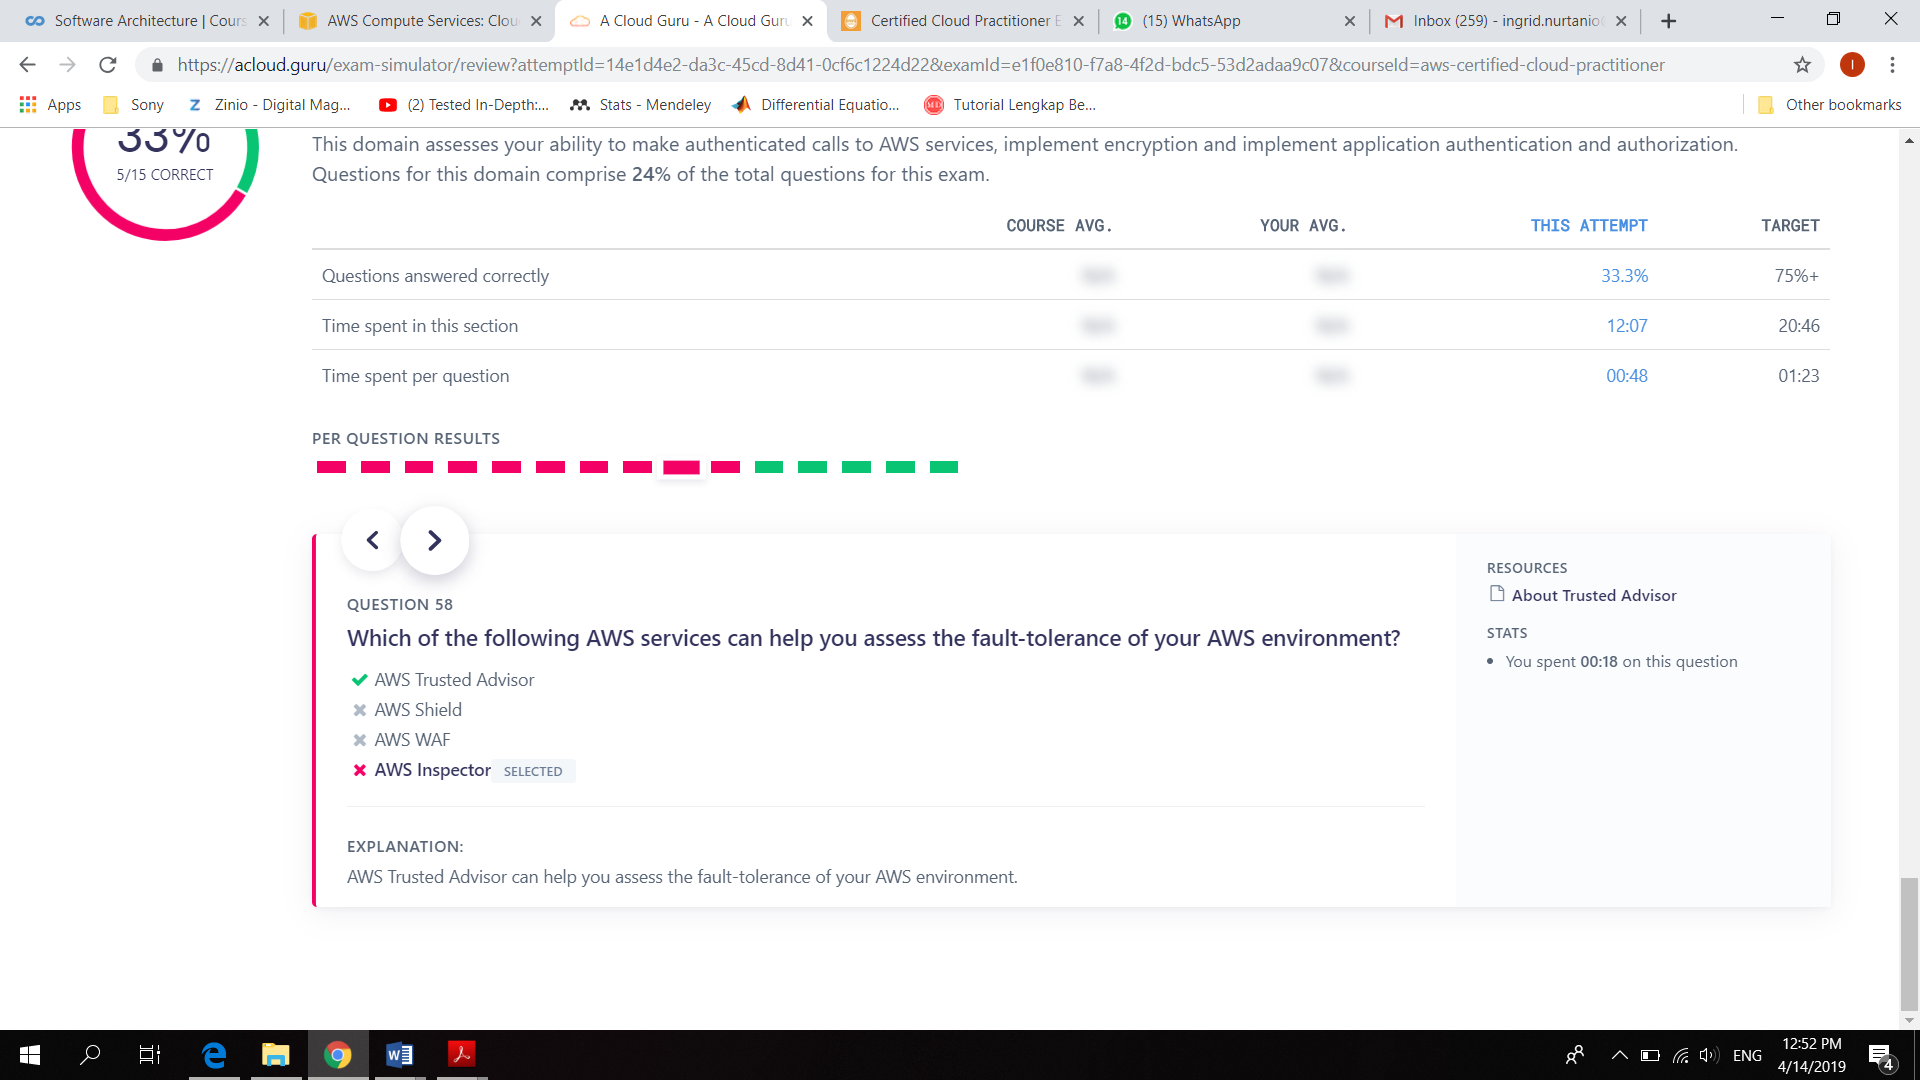 Software Architecture | Cours
AWS Compute Services: Clou
A Cloud Guru - A Cloud Guru
Certified Cloud Practitioner E
(15) WhatsApp
Inbox (259) - ingrid.nurtanio
https://acloud.guru/exam-simulator/review?attemptId=14e1d4e2-da3c-45cd-8d41-0cf6c1224d22&examId=e1f0e810-f7a8-4f2d-bdc5-53d2adaa9c07&courseId=aws-certified-cloud-practitioner
I
Apps
Sony
Zinio - Digital Mag...
(2) Tested In-Depth:...
Stats - Mendeley
Differential Equatio...
Tutorial Lengkap Be...
Other bookmarks
33%
5/15 CORRECT
This domain assesses your ability to make authenticated calls to AWS services, implement encryption and implement application authentication and authorization.
Questions for this domain comprise 24% of the total questions for this exam.
COURSE AVG. YOUR AVG. THIS ATTEMPT TARGET
Questions answered correctly 33.3% 75%+
Time spent in this section 12:07 20:46
Time spent per question 00:48 01:23
PER QUESTION RESULTS
QUESTION 58
Which of the following AWS services can help you assess the fault-tolerance of your AWS environment?
AWS Trusted Advisor
AWS Shield
AWS WAF
AWS Inspector SELECTED
EXPLANATION:
AWS Trusted Advisor can help you assess the fault-tolerance of your AWS environment.
RESOURCES
About Trusted Advisor
STATS
You spent 00:18 on this question
ENG
12:52 PM
4/14/2019
4